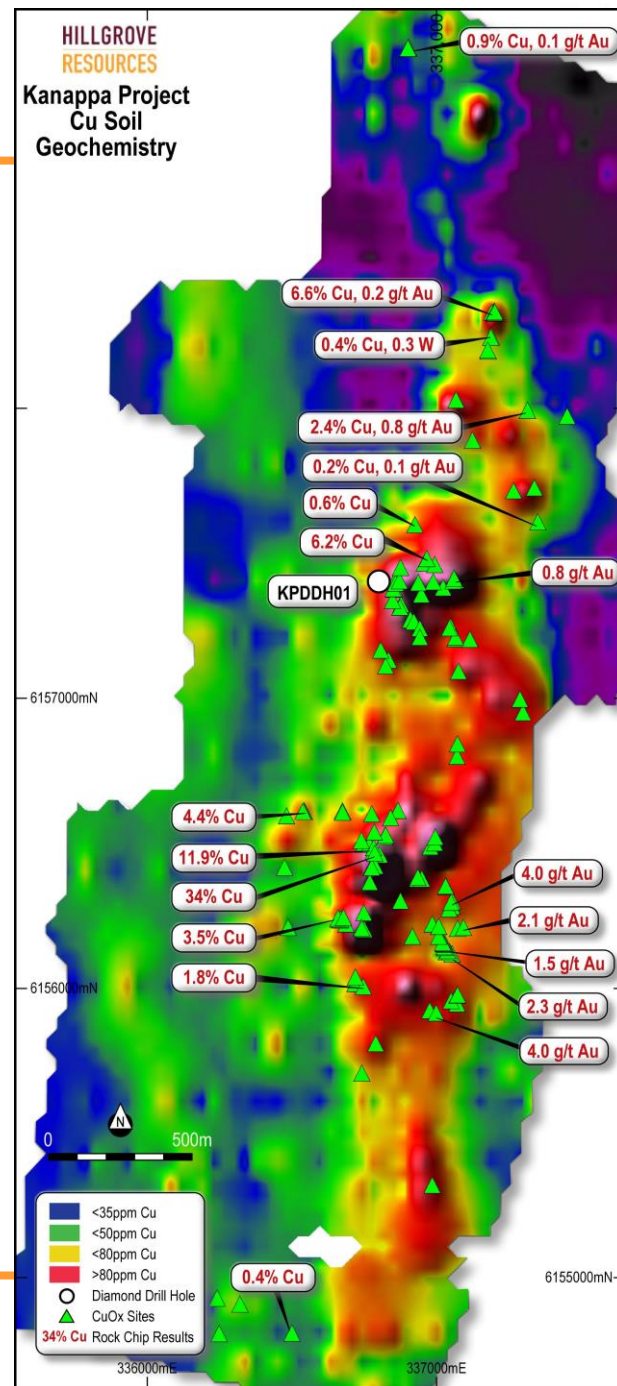 HILLGROVE
RESOURCES
Kanappa Project
Cu Soil
Geochemistry
337000
0.9% Cu, 0.1 g/t Au
6.6% Cu, 0.2 g/t Au
0.4% Cu, 0.3 W
2.4% Cu, 0.8 g/t Au
0.2% Cu, 0.1 g/t Au
0.6% Cu
6.2% Cu
KPDDH01
0.8 g/t Au
6157000mN
4.4% Cu
11.9% Cu
34% Cu
4.0 g/t Au
3.5% Cu
2.1 g/t Au
1.5 g/t Au
1.8% Cu
2.3 g/t Au
6156000mN
4.0 g/t Au
N
0 500m
<35ppm Cu
<50ppm Cu
<80ppm Cu
>80ppm Cu
Diamond Drill Hole
CuOx Sites
34% Cu Rock Chip Results
0.4% Cu
6155000mN
336000mE
337000mE